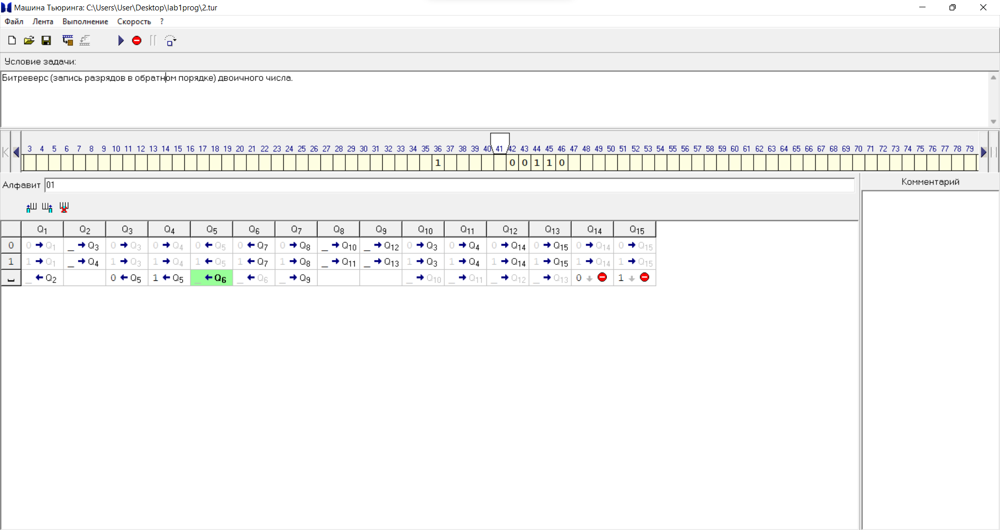 Машина Тьюринга: C:\Users\User\Desktop\lab1prog\2.tur
Файл Лента Выполнение Скорость ?
Условие задачи:
Битреверс (запись разрядов в обратном порядке) двоичного числа.
3 4 5 6 7 8 9 10 11 12 13 14 15 16 17 18 19 20 21 22 23 24 25 26 27 28 29 30 31 32 33 34 35 36 37 38 39 40 41 42 43 44 45 46 47 48 49 50 51 52 53 54 55 56 57 58 59 60 61 62 63 64 65 66 67 68 69 70 71 72 73 74 75 76 77 78 79
1 0 0 1 1 0
Алфавит 01
Комментарий
Q1 Q2 Q3 Q4 Q5 Q6 Q7 Q8 Q9 Q10 Q11 Q12 Q13 Q14 Q15
0 0 → Q1 _ → Q3 0 → Q3 0 → Q4 0 ← Q5 0 ← Q7 0 → Q8 _ → Q10 _ → Q12 0 → Q3 0 → Q4 0 → Q14 0 → Q15 0 → Q14 0 → Q15
1 1 → Q1 _ → Q4 1 → Q3 1 → Q4 1 ← Q5 1 ← Q7 1 → Q8 _ → Q11 _ → Q13 1 → Q3 1 → Q4 1 → Q14 1 → Q15 1 → Q14 1 → Q15
_ _ ← Q2 0 ← Q5 1 ← Q5 _ ← Q6 _ ← Q6 _ → Q9 _ → Q10 _ → Q11 _ → Q12 _ → Q13 0 ↓ 1 ↓